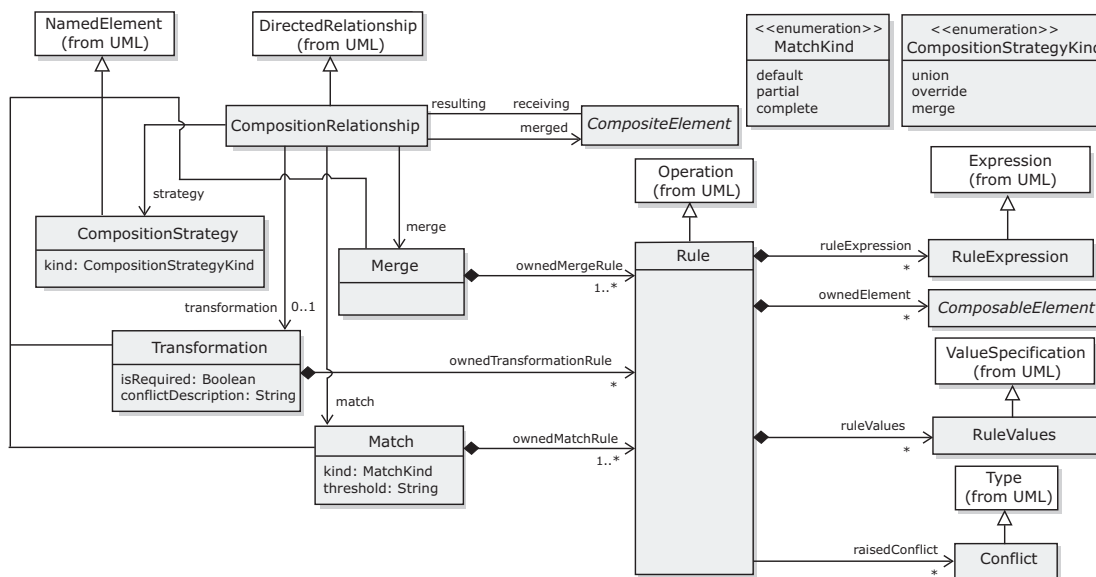 NamedElement
(from UML)
DirectedRelationship
(from UML)
<<enumeration>>
MatchKind
default
partial
complete
<<enumeration>>
CompositionStrategyKind
union
override
merge
CompositionRelationship
resulting
receiving
merged
CompositeElement
strategy
Operation
(from UML)
Expression
(from UML)
CompositionStrategy
kind: CompositionStrategyKind
merge
Merge
ownedMergeRule
1..*
Rule
ruleExpression
*
RuleExpression
transformation
0..1
ownedElement
*
ComposableElement
Transformation
isRequired: Boolean
conflictDescription: String
ownedTransformationRule
*
ValueSpecification
(from UML)
match
Match
kind: MatchKind
threshold: String
ownedMatchRule
1..*
ruleValues
*
RuleValues
Type
(from UML)
raisedConflict
*
Conflict